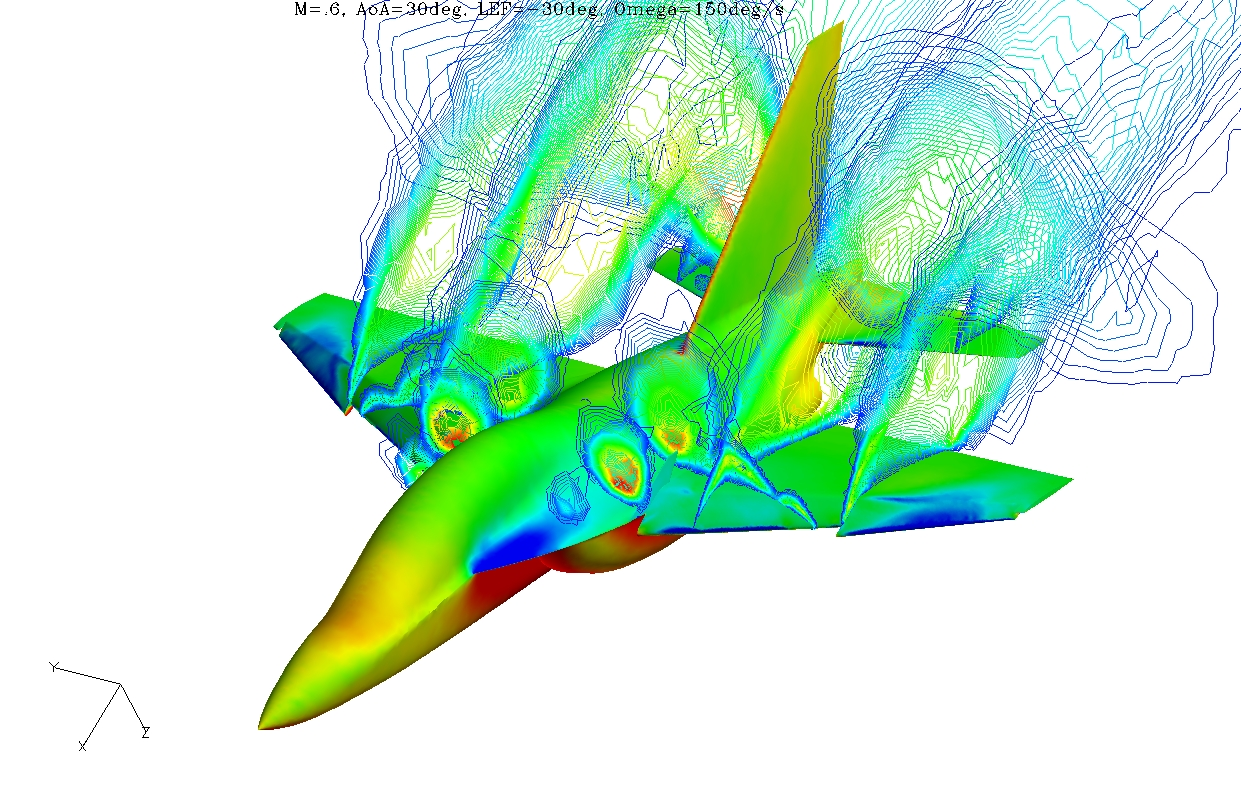 M=.6, AoA=30deg, LEF=-30deg, Omega=150deg/s
Y
X
Z